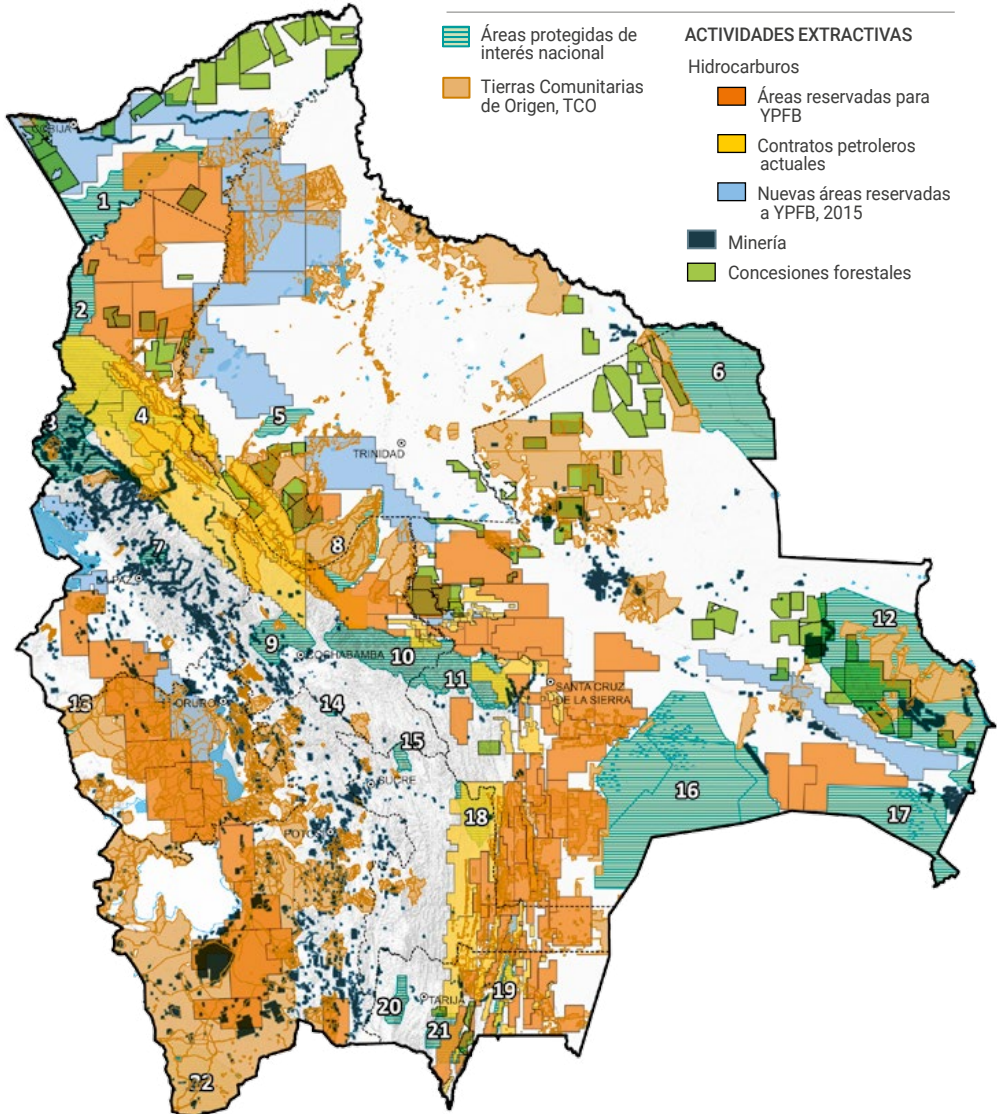 Áreas protegidas de
interés nacional
Tierras Comunitarias
de Origen, TCO
ACTIVIDADES EXTRACTIVAS
Hidrocarburos
Áreas reservadas para
YPFB
Contratos petroleros
actuales
Nuevas áreas reservadas
a YPFB, 2015
Minería
Concesiones forestales
COBIJA
1
2
3
4
5
6
TRINIDAD
7
LA PAZ
8
9
COCHABAMBA
10
11
12
SANTA CRUZ
DE LA SIERRA
13
ORURO
14
15
SUCRE
16
17
18
POTOSÍ
19
20
TARIJA
21
22